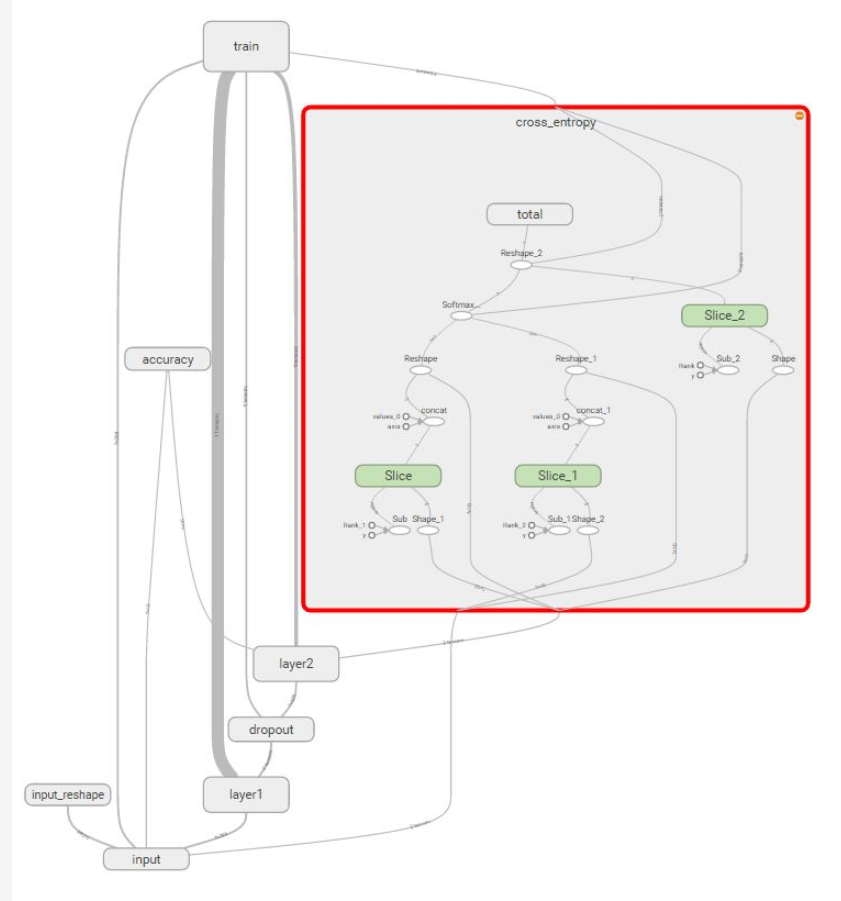 train
cross_entropy
total
Reshape_2
Softmax...
Slice_2
accuracy
Reshape
Reshape_1
Rank
y
Sub_2
Shape
values_0
axis
concat
values_0
axis
concat_1
Slice
Slice_1
Rank_1
y
Sub
Shape_1
Rank_2
y
Sub_1
Shape_2
layer2
dropout
layer1
input_reshape
input